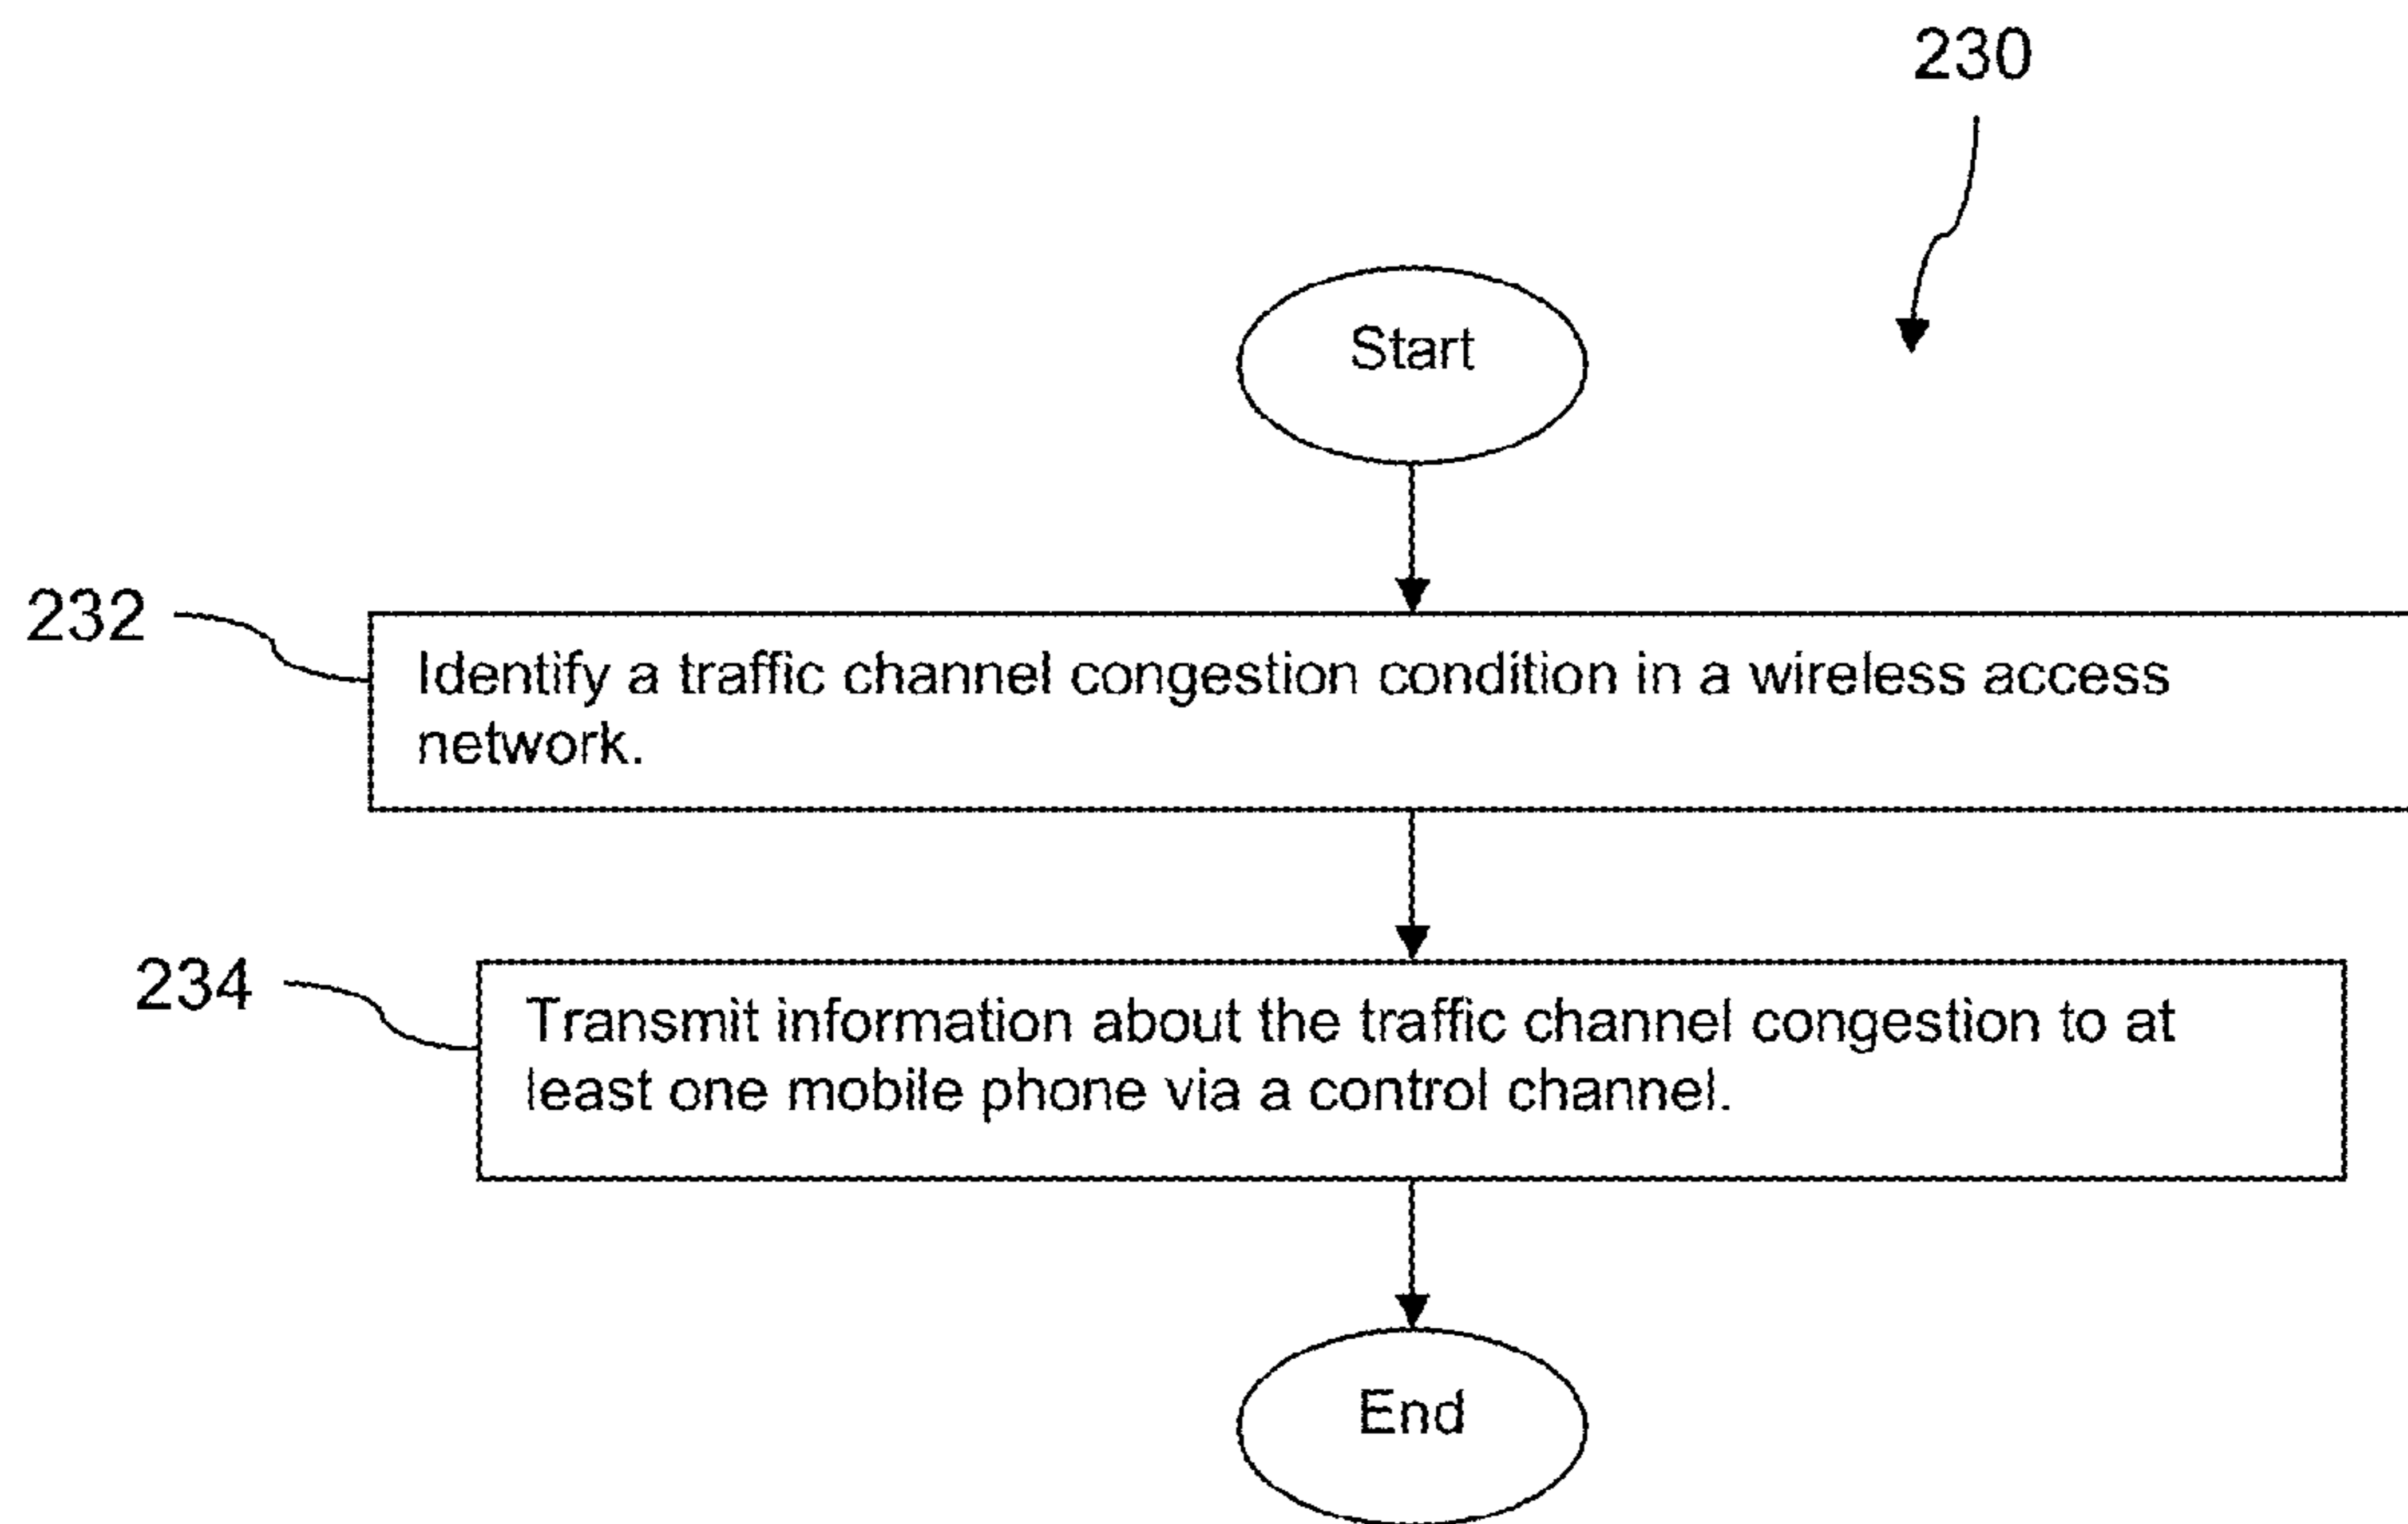 230
Start
232
Identify a traffic channel congestion condition in a wireless access
network.
234
Transmit information about the traffic channel congestion to at
least one mobile phone via a control channel.
End